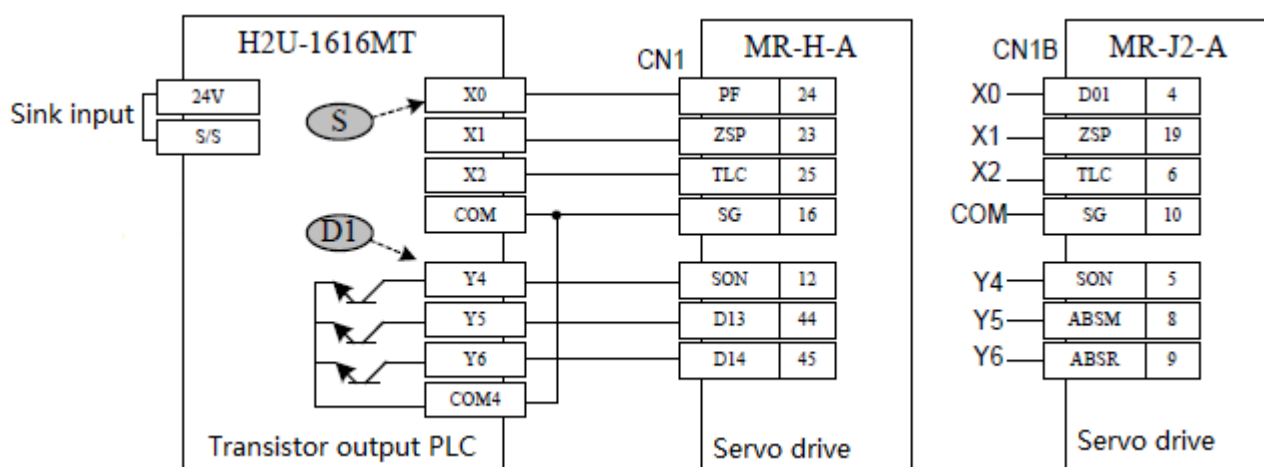 H2U-1616MT
24V
S/S
Sink input
S
D1
X0
X1
X2
COM
Y4
Y5
Y6
COM4
Transistor output PLC
CN1
MR-H-A
PF 24
ZSP 23
TLC 25
SG 16
SON 12
D13 44
D14 45
Servo drive
CN1B
MR-J2-A
X0 D01 4
X1 ZSP 19
X2 TLC 6
COM SG 10
Y4 SON 5
Y5 ABSM 8
Y6 ABSR 9
Servo drive